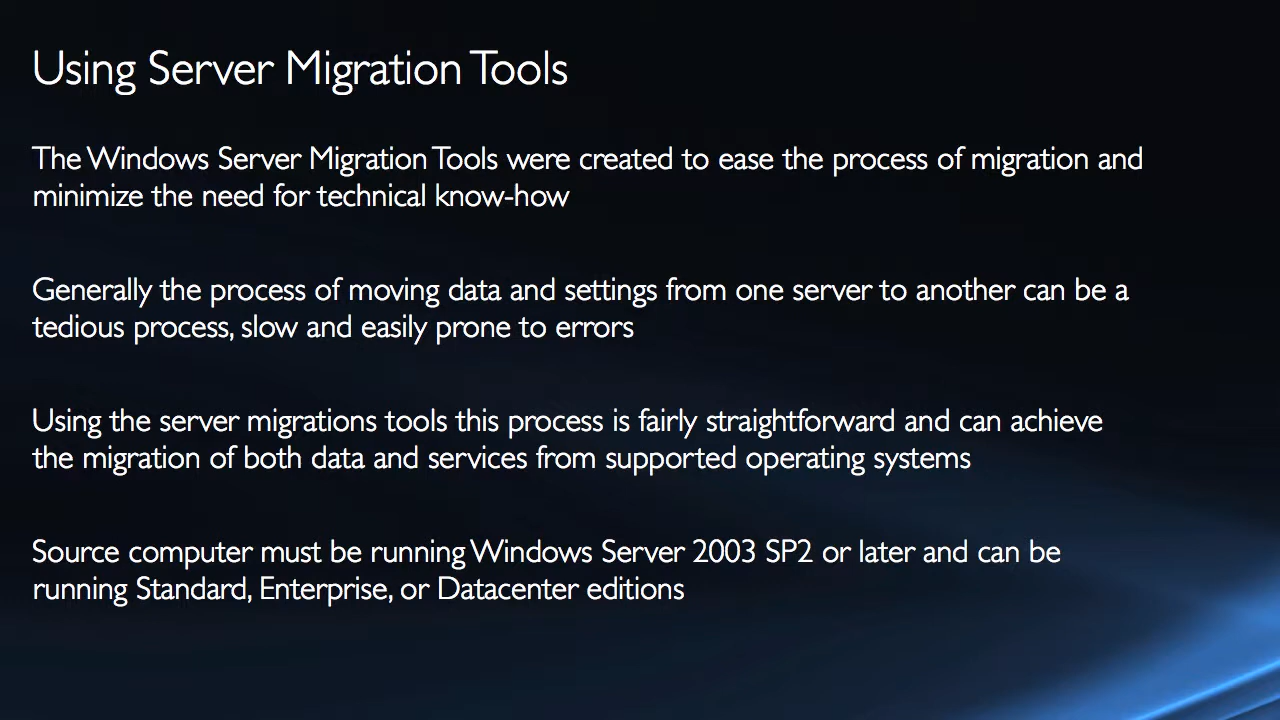 Using Server Migration Tools
The Windows Server Migration Tools were created to ease the process of migration and
minimize the need for technical know-how
Generally the process of moving data and settings from one server to another can be a
tedious process, slow and easily prone to errors
Using the server migrations tools this process is fairly straightforward and can achieve
the migration of both data and services from supported operating systems
Source computer must be running Windows Server 2003 SP2 or later and can be
running Standard, Enterprise, or Datacenter editions